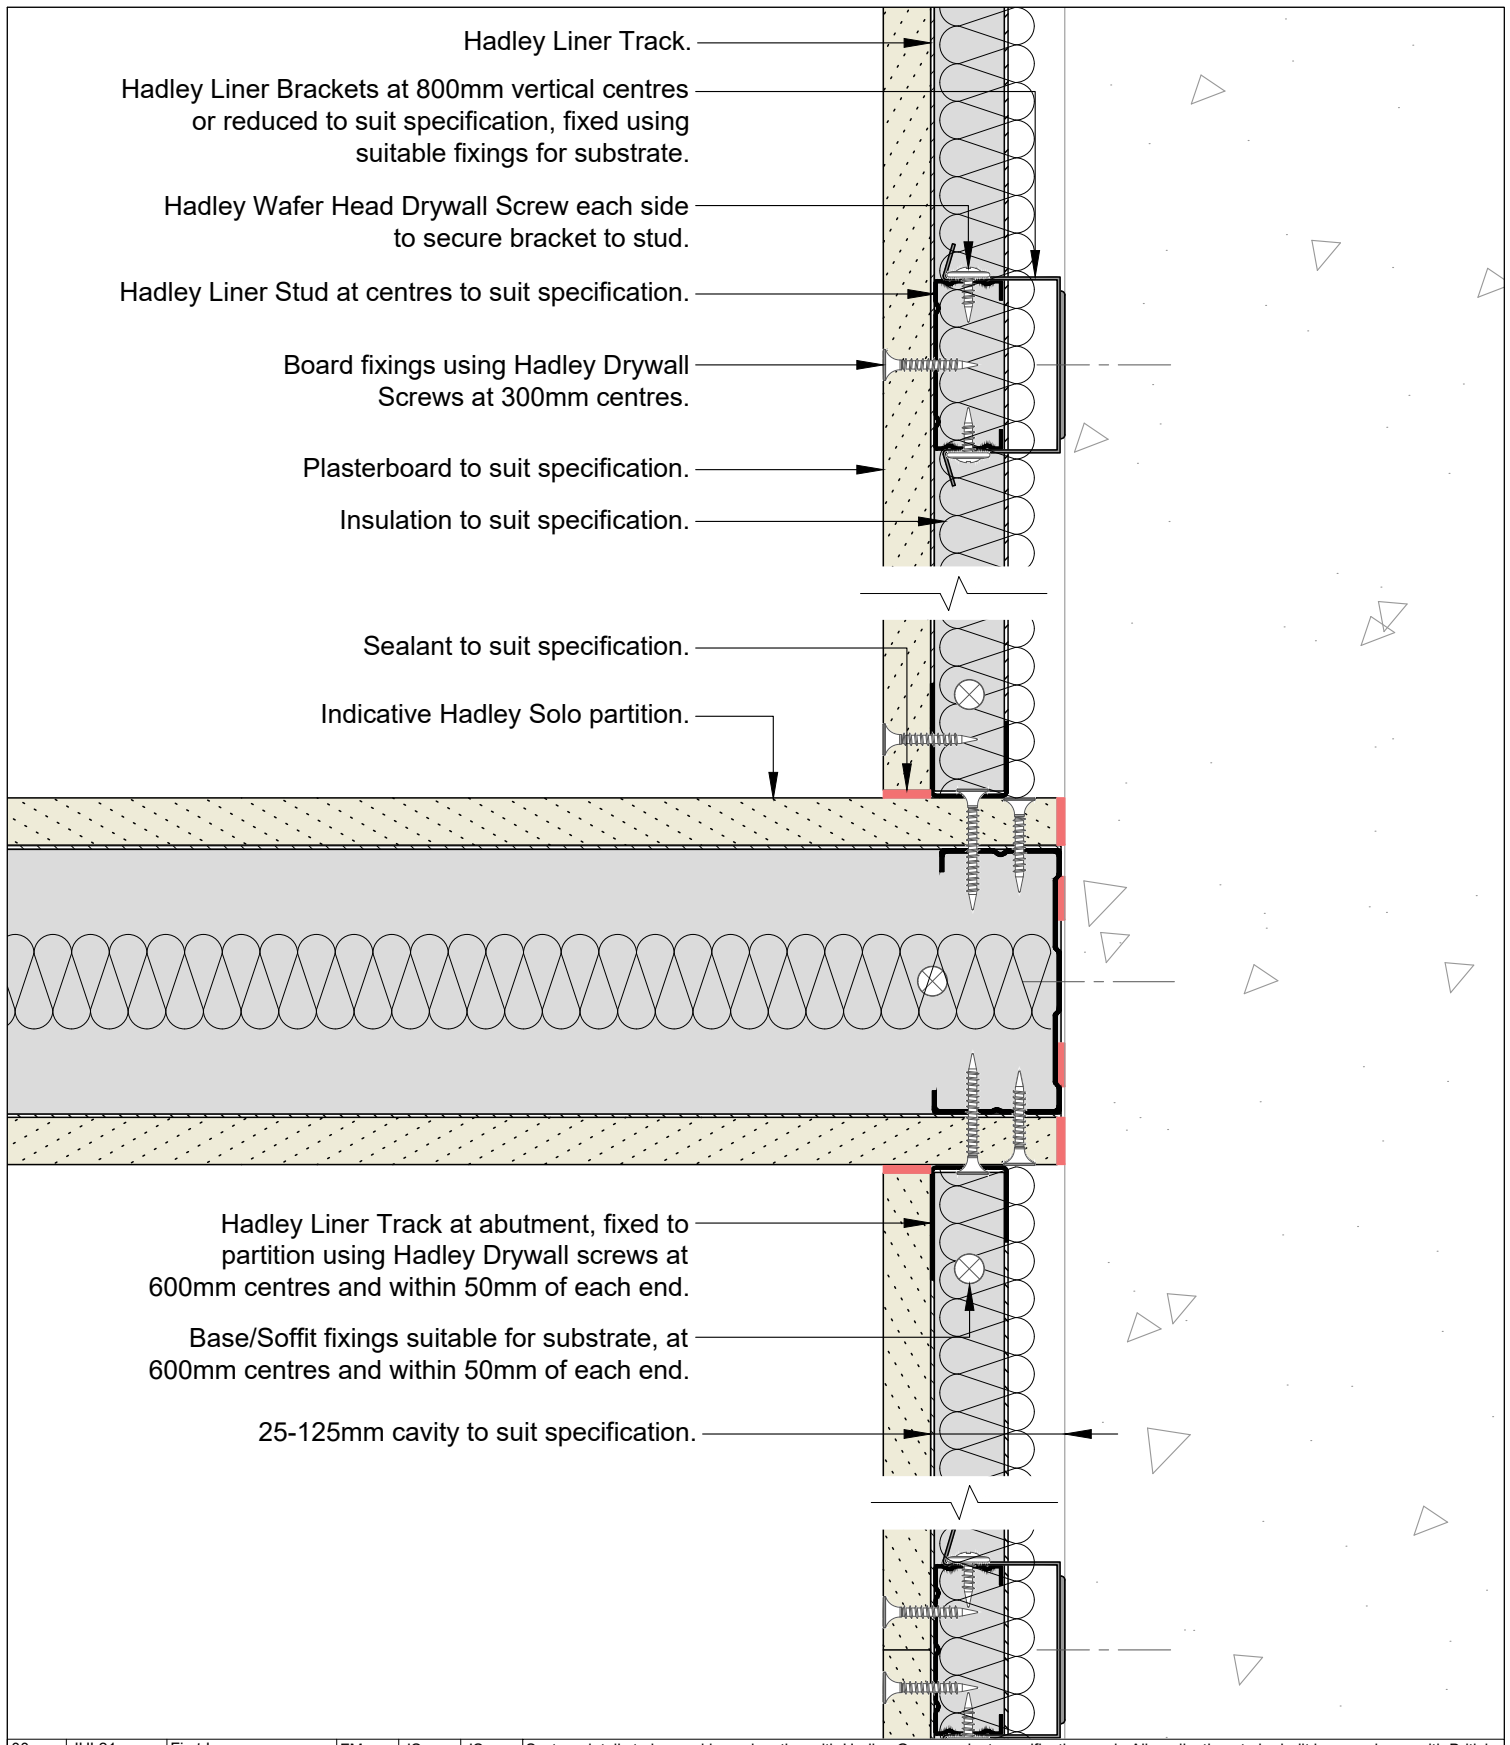 Hadley Liner Track.
Hadley Liner Brackets at 800mm vertical centres
or reduced to suit specification, fixed using
suitable fixings for substrate.
Hadley Wafer Head Drywall Screw each side
to secure bracket to stud.
Hadley Liner Stud at centres to suit specification.
Board fixings using Hadley Drywall
Screws at 300mm centres.
Plasterboard to suit specification.
Insulation to suit specification.
Sealant to suit specification.
Indicative Hadley Solo partition.
Hadley Liner Track at abutment, fixed to
partition using Hadley Drywall screws at
600mm centres and within 50mm of each end.
Base/Soffit fixings suitable for substrate, at
600mm centres and within 50mm of each end.
25-125mm cavity to suit specification.